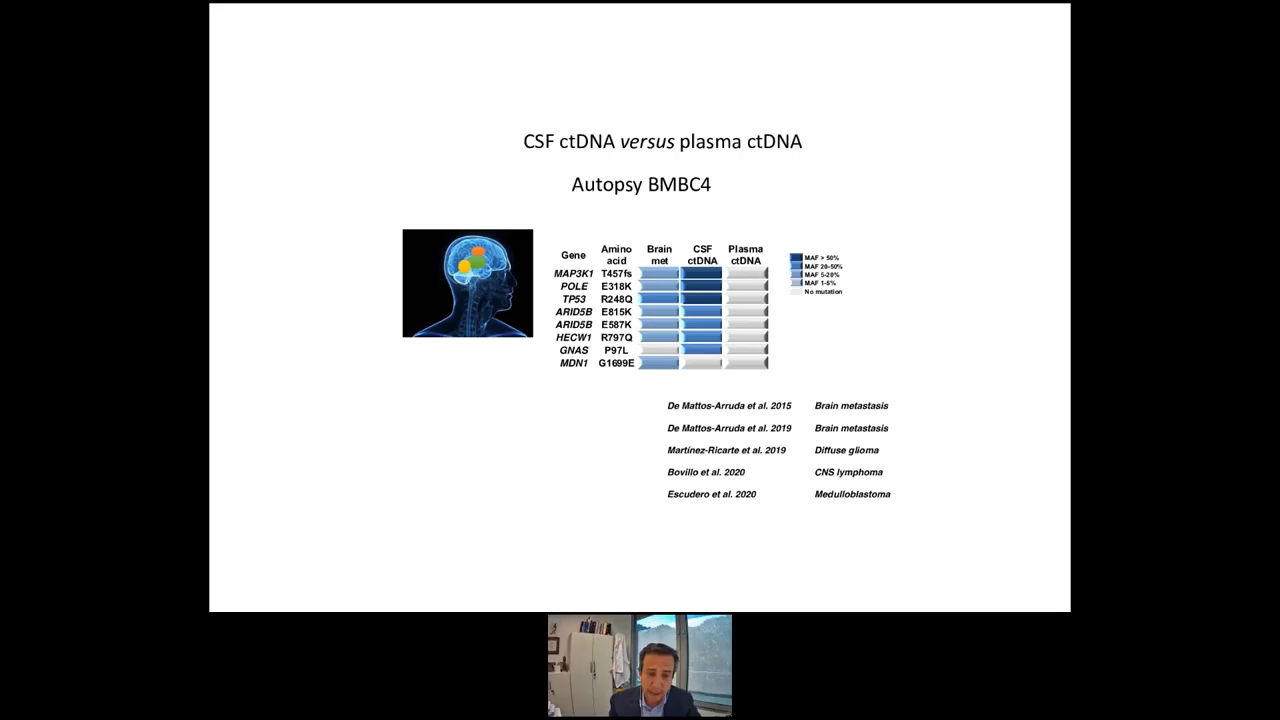 CSF ctDNA versus plasma ctDNA
Autopsy BMBC4
Gene Amino acid Brain met CSF ctDNA Plasma ctDNA
MAP3K1 T457fs
POLE E318K
TP53 R248Q
ARID5B E815K
ARID5B E587K
HECW1 R797Q
GNAS P97L
MDN1 G1699E
MAF > 50%
MAF 20-50%
MAF 5-20%
MAF 1-5%
No mutation
De Mattos-Arruda et al. 2015 Brain metastasis
De Mattos-Arruda et al. 2019 Brain metastasis
Martínez-Ricarte et al. 2019 Diffuse glioma
Bovillo et al. 2020 CNS lymphoma
Escudero et al. 2020 Medulloblastoma